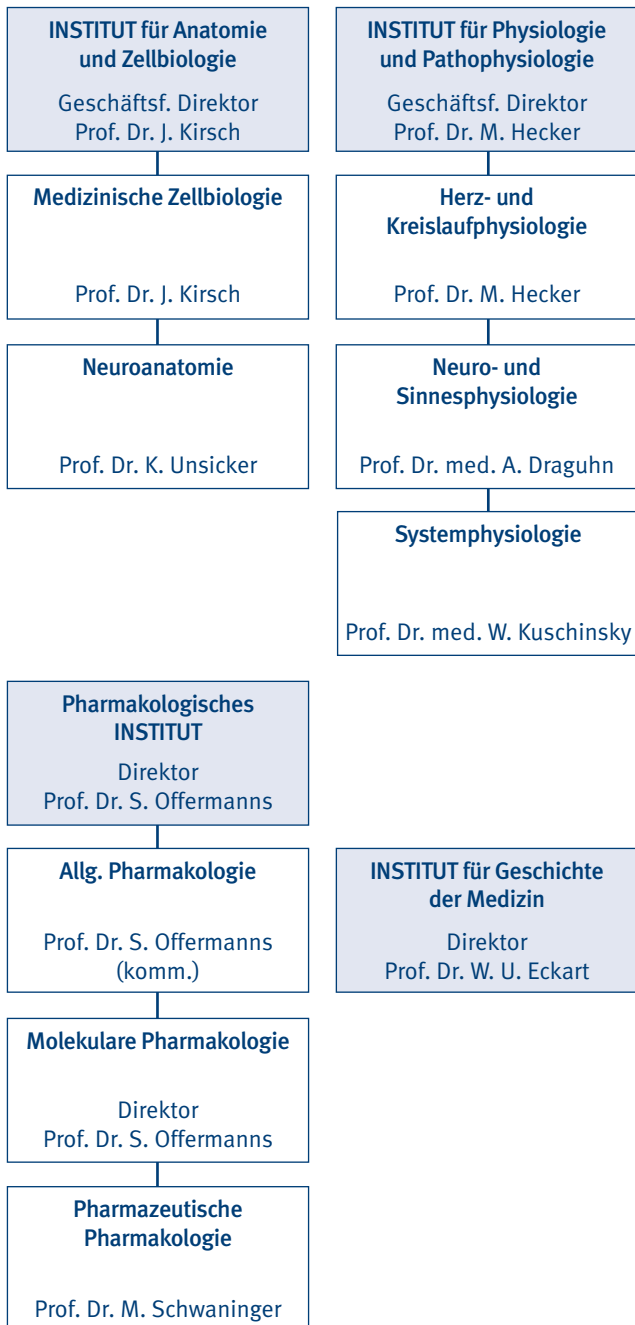 INSTITUT für Anatomie
und Zellbiologie
Geschäftsf. Direktor
Prof. Dr. J. Kirsch
Medizinische Zellbiologie
Prof. Dr. J. Kirsch
Neuroanatomie
Prof. Dr. K. Unsicker
INSTITUT für Physiologie
und Pathophysiologie
Geschäftsf. Direktor
Prof. Dr. M. Hecker
Herz- und
Kreislaufphysiologie
Prof. Dr. M. Hecker
Neuro- und
Sinnesphysiologie
Prof. Dr. med. A. Draguhn
Systemphysiologie
Prof. Dr. med. W. Kuschinsky
Pharmakologisches
INSTITUT
Direktor
Prof. Dr. S. Offermanns
Allg. Pharmakologie
Prof. Dr. S. Offermanns
(komm.)
Molekulare Pharmakologie
Direktor
Prof. Dr. S. Offermanns
Pharmazeutische
Pharmakologie
Prof. Dr. M. Schwaninger
INSTITUT für Geschichte
der Medizin
Direktor
Prof. Dr. W. U. Eckart